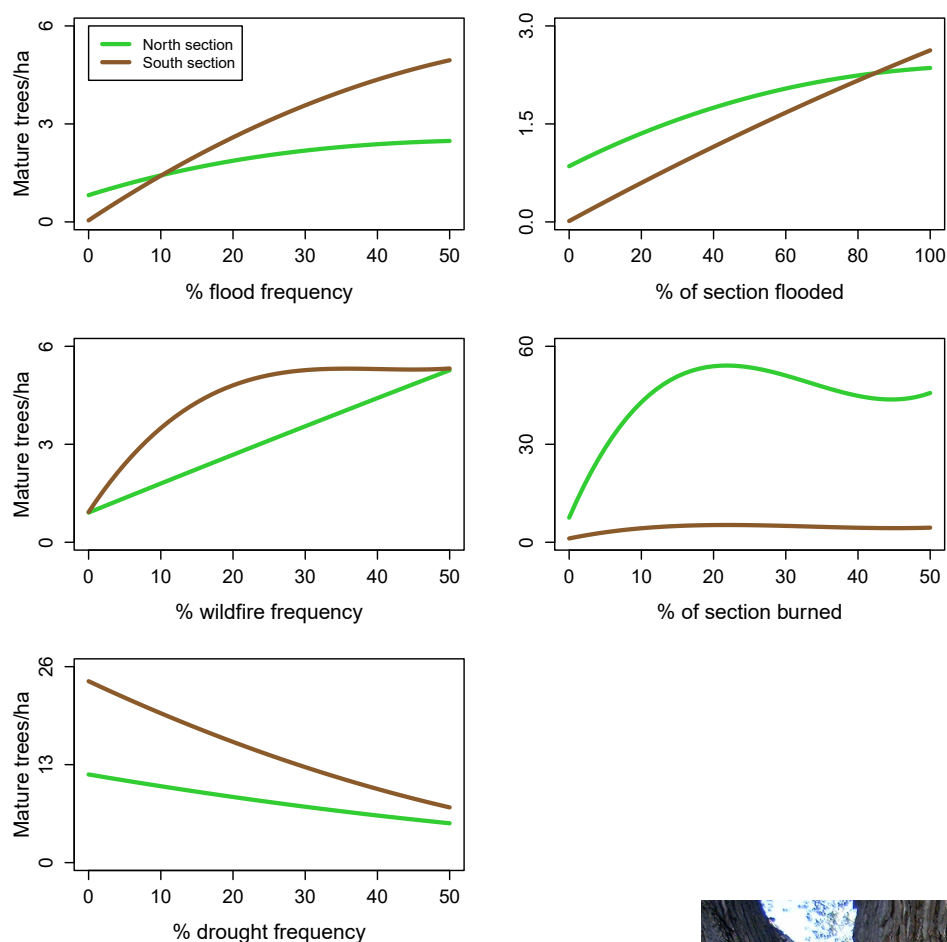 Mature trees/ha
6
3
0
North section
South section
0 10 20 30 40 50
% flood frequency
3.0
1.5
0.0
0 20 40 60 80 100
% of section flooded
Mature trees/ha
6
3
0
0 10 20 30 40 50
% wildfire frequency
60
30
0
0 10 20 30 40 50
% of section burned
Mature trees/ha
26
13
0
0 10 20 30 40 50
% drought frequency